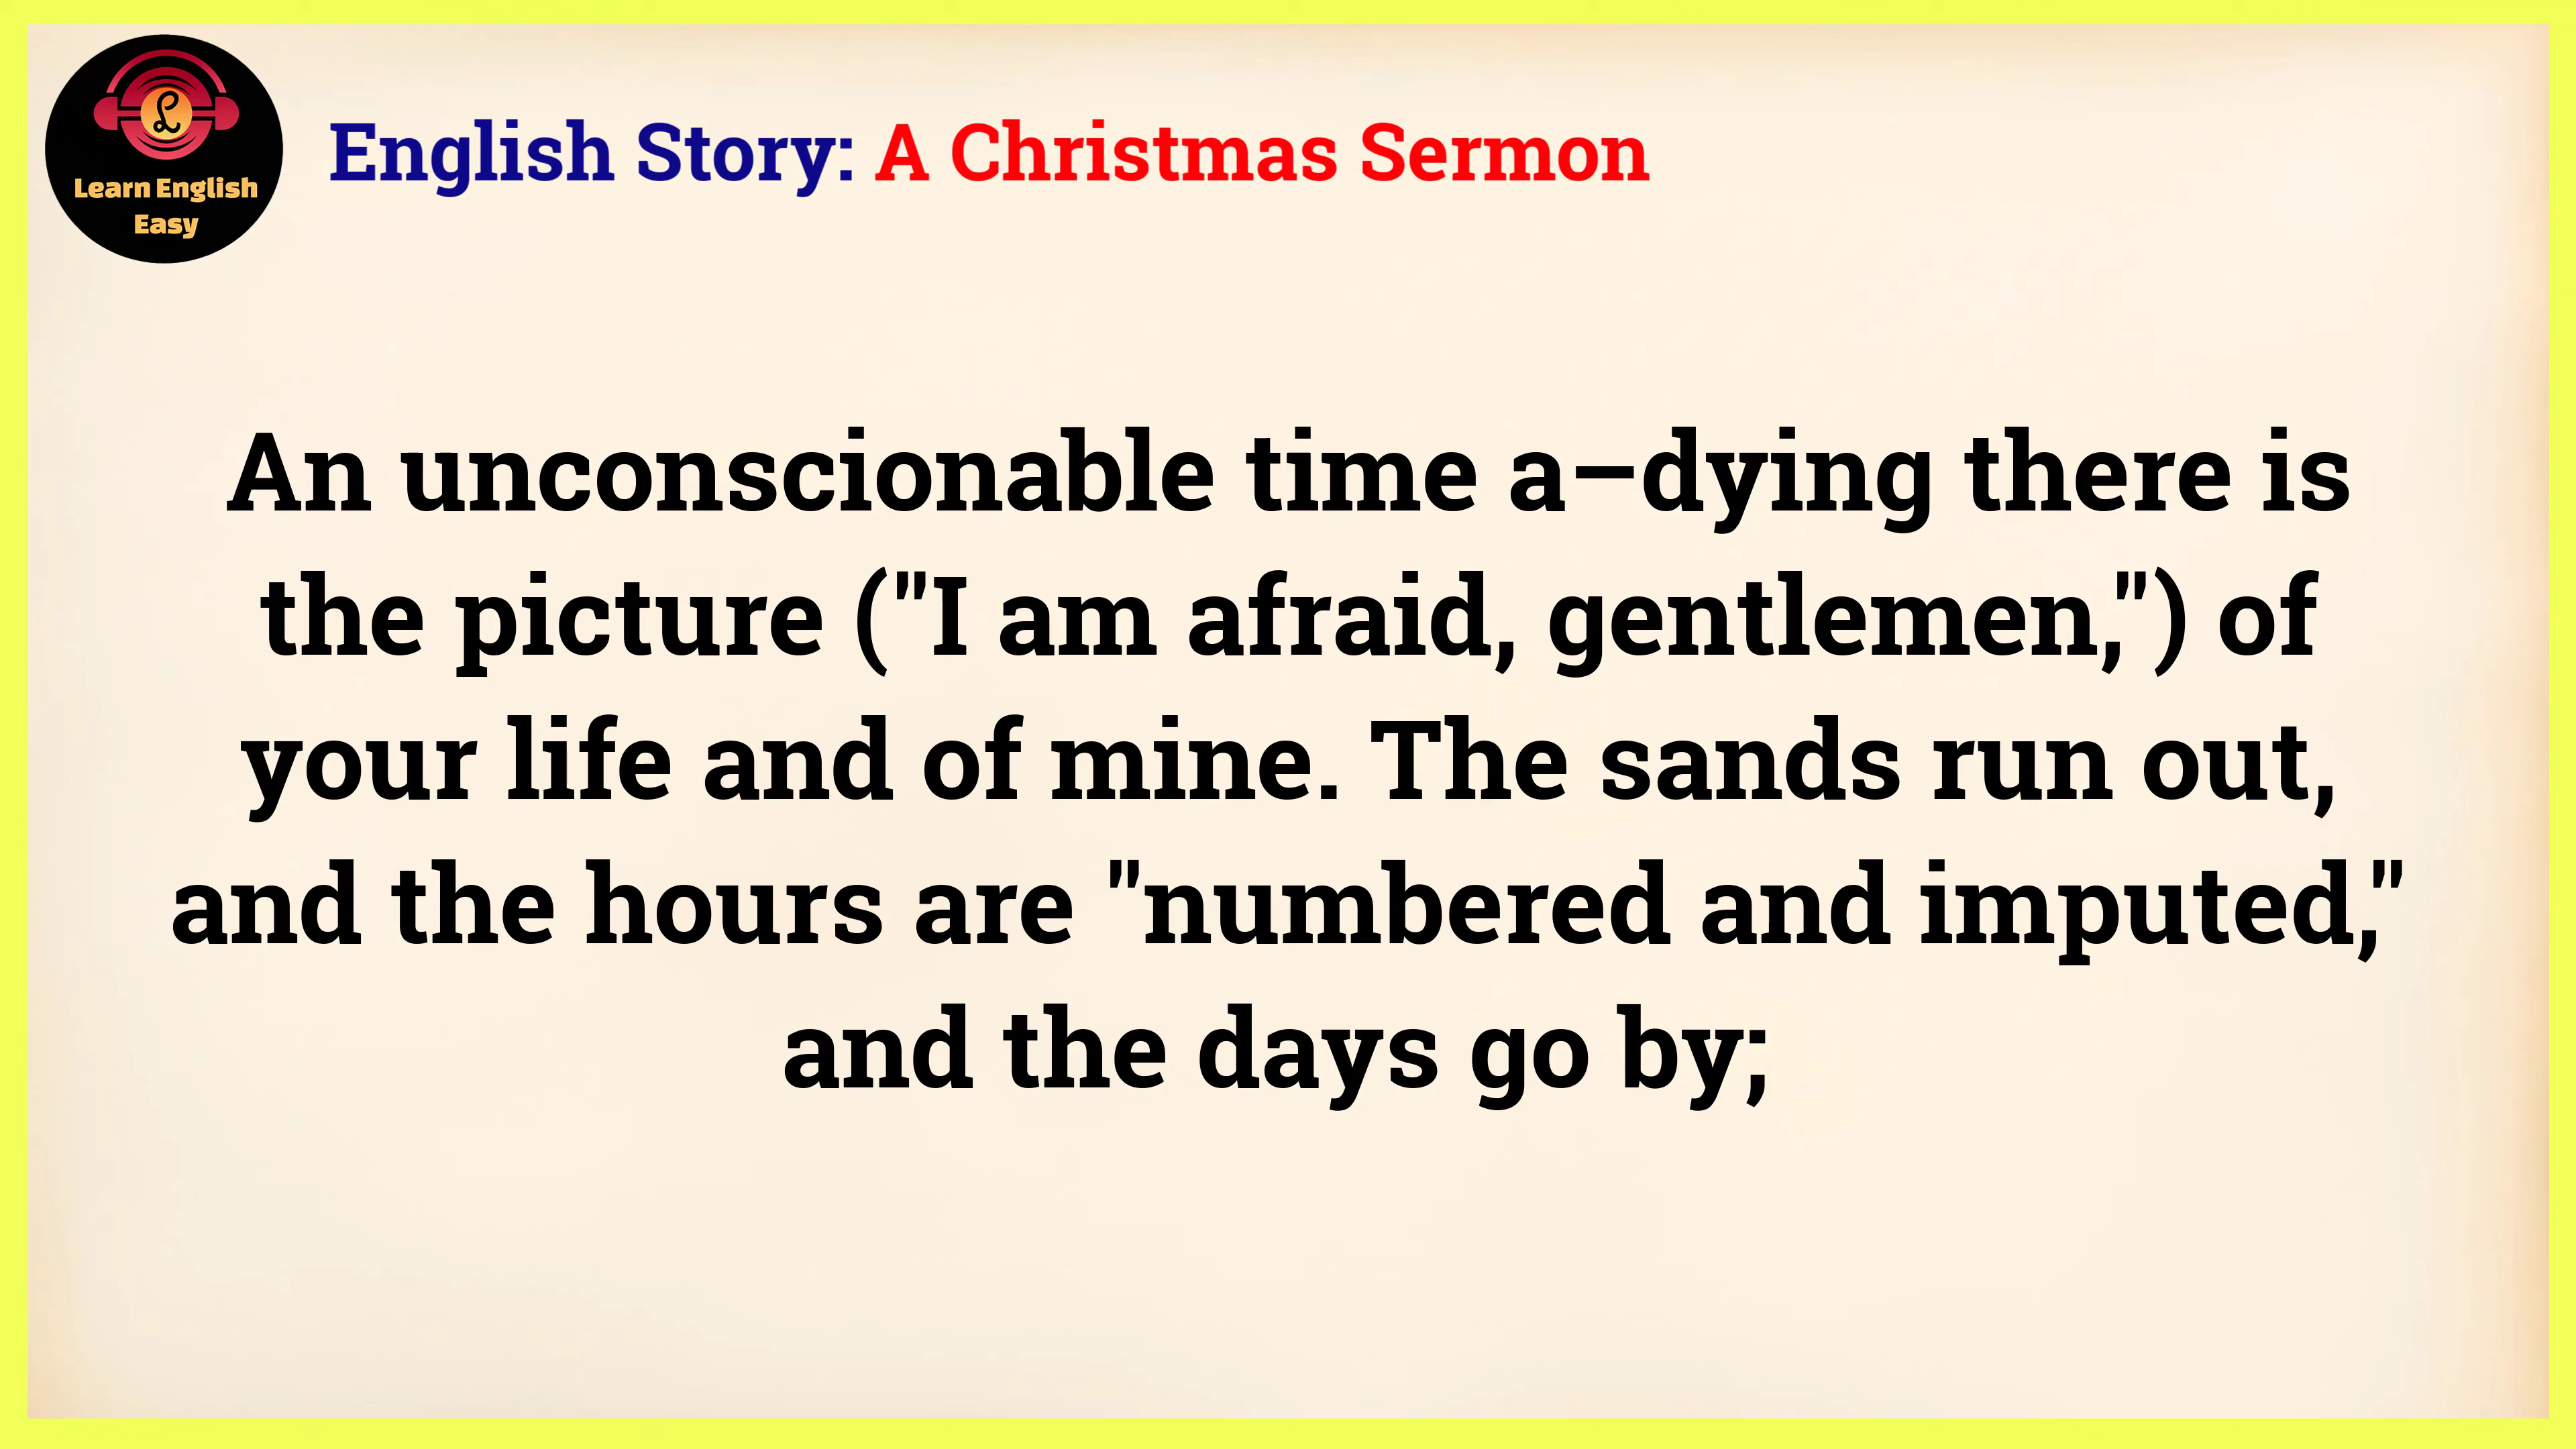 L
Learn English
Easy
English Story: A Christmas Sermon
An unconscionable time a–dying there is
the picture ("I am afraid, gentlemen,") of
your life and of mine. The sands run out,
and the hours are "numbered and imputed,"
and the days go by;